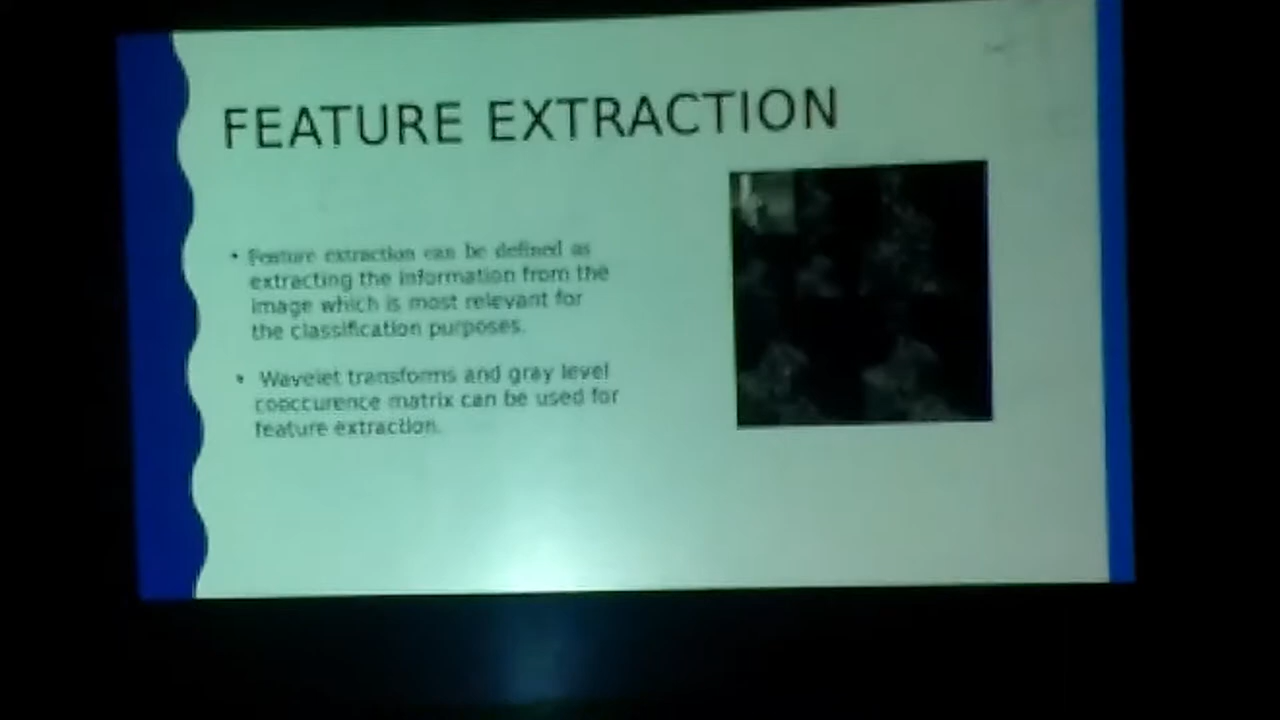 FEATURE EXTRACTION
• Feature extraction can be defined as
extracting the information from the
image which is most relevant for
the classification purposes.
• Wavelet transforms and gray level
cooccurence matrix can be used for
feature extraction.